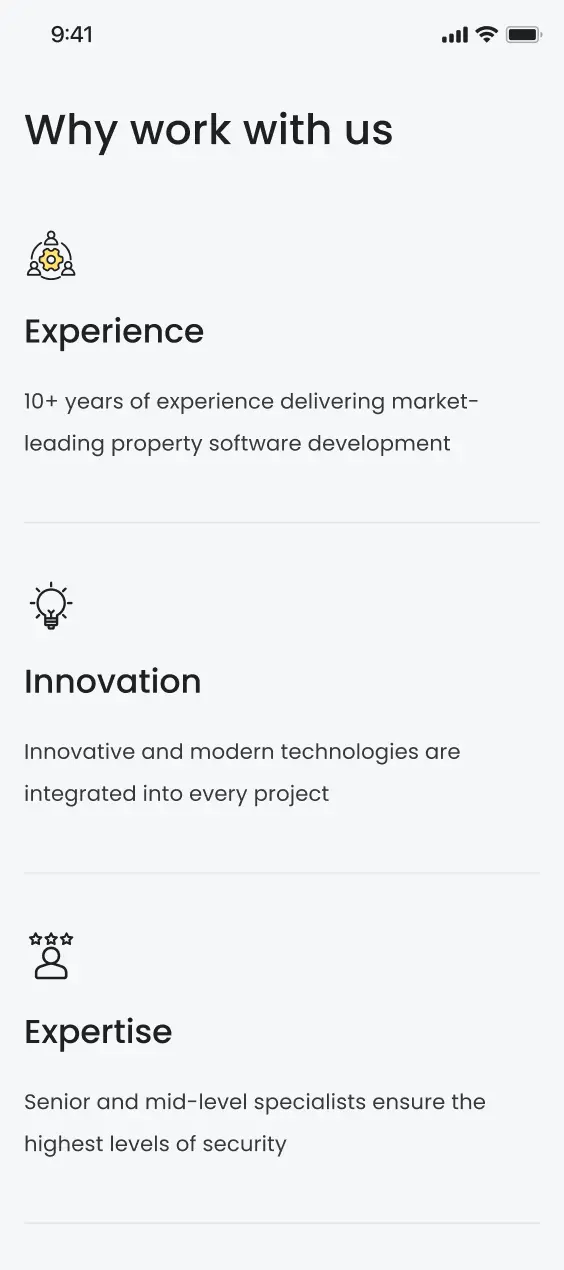 9:41
Why work with us
Experience
10+ years of experience delivering market-
leading property software development
Innovation
Innovative and modern technologies are
integrated into every project
Expertise
Senior and mid-level specialists ensure the
highest levels of security